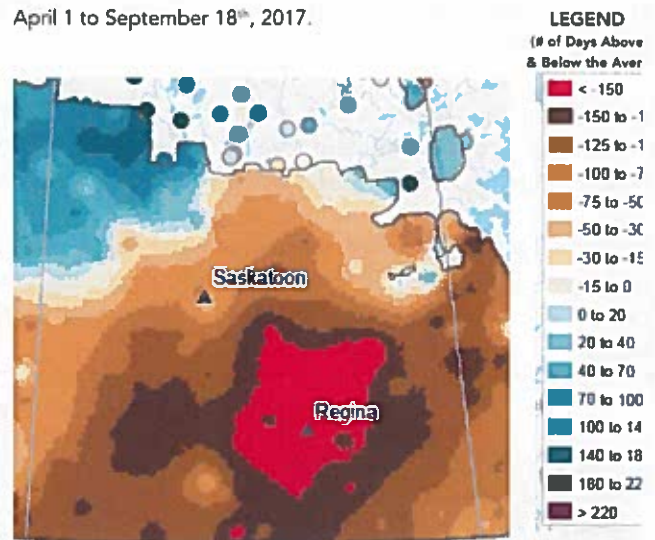 April 1 to September 18th, 2017.
LEGEND
(# of Days Above
& Below the Aver
< -150
-150 to -1
-125 to -1
-100 to -7
-75 to -50
-50 to -30
-30 to -15
-15 to 0
0 to 20
20 to 40
40 to 70
70 to 100
100 to 14
140 to 18
180 to 22
> 220
Saskatoon
Regina